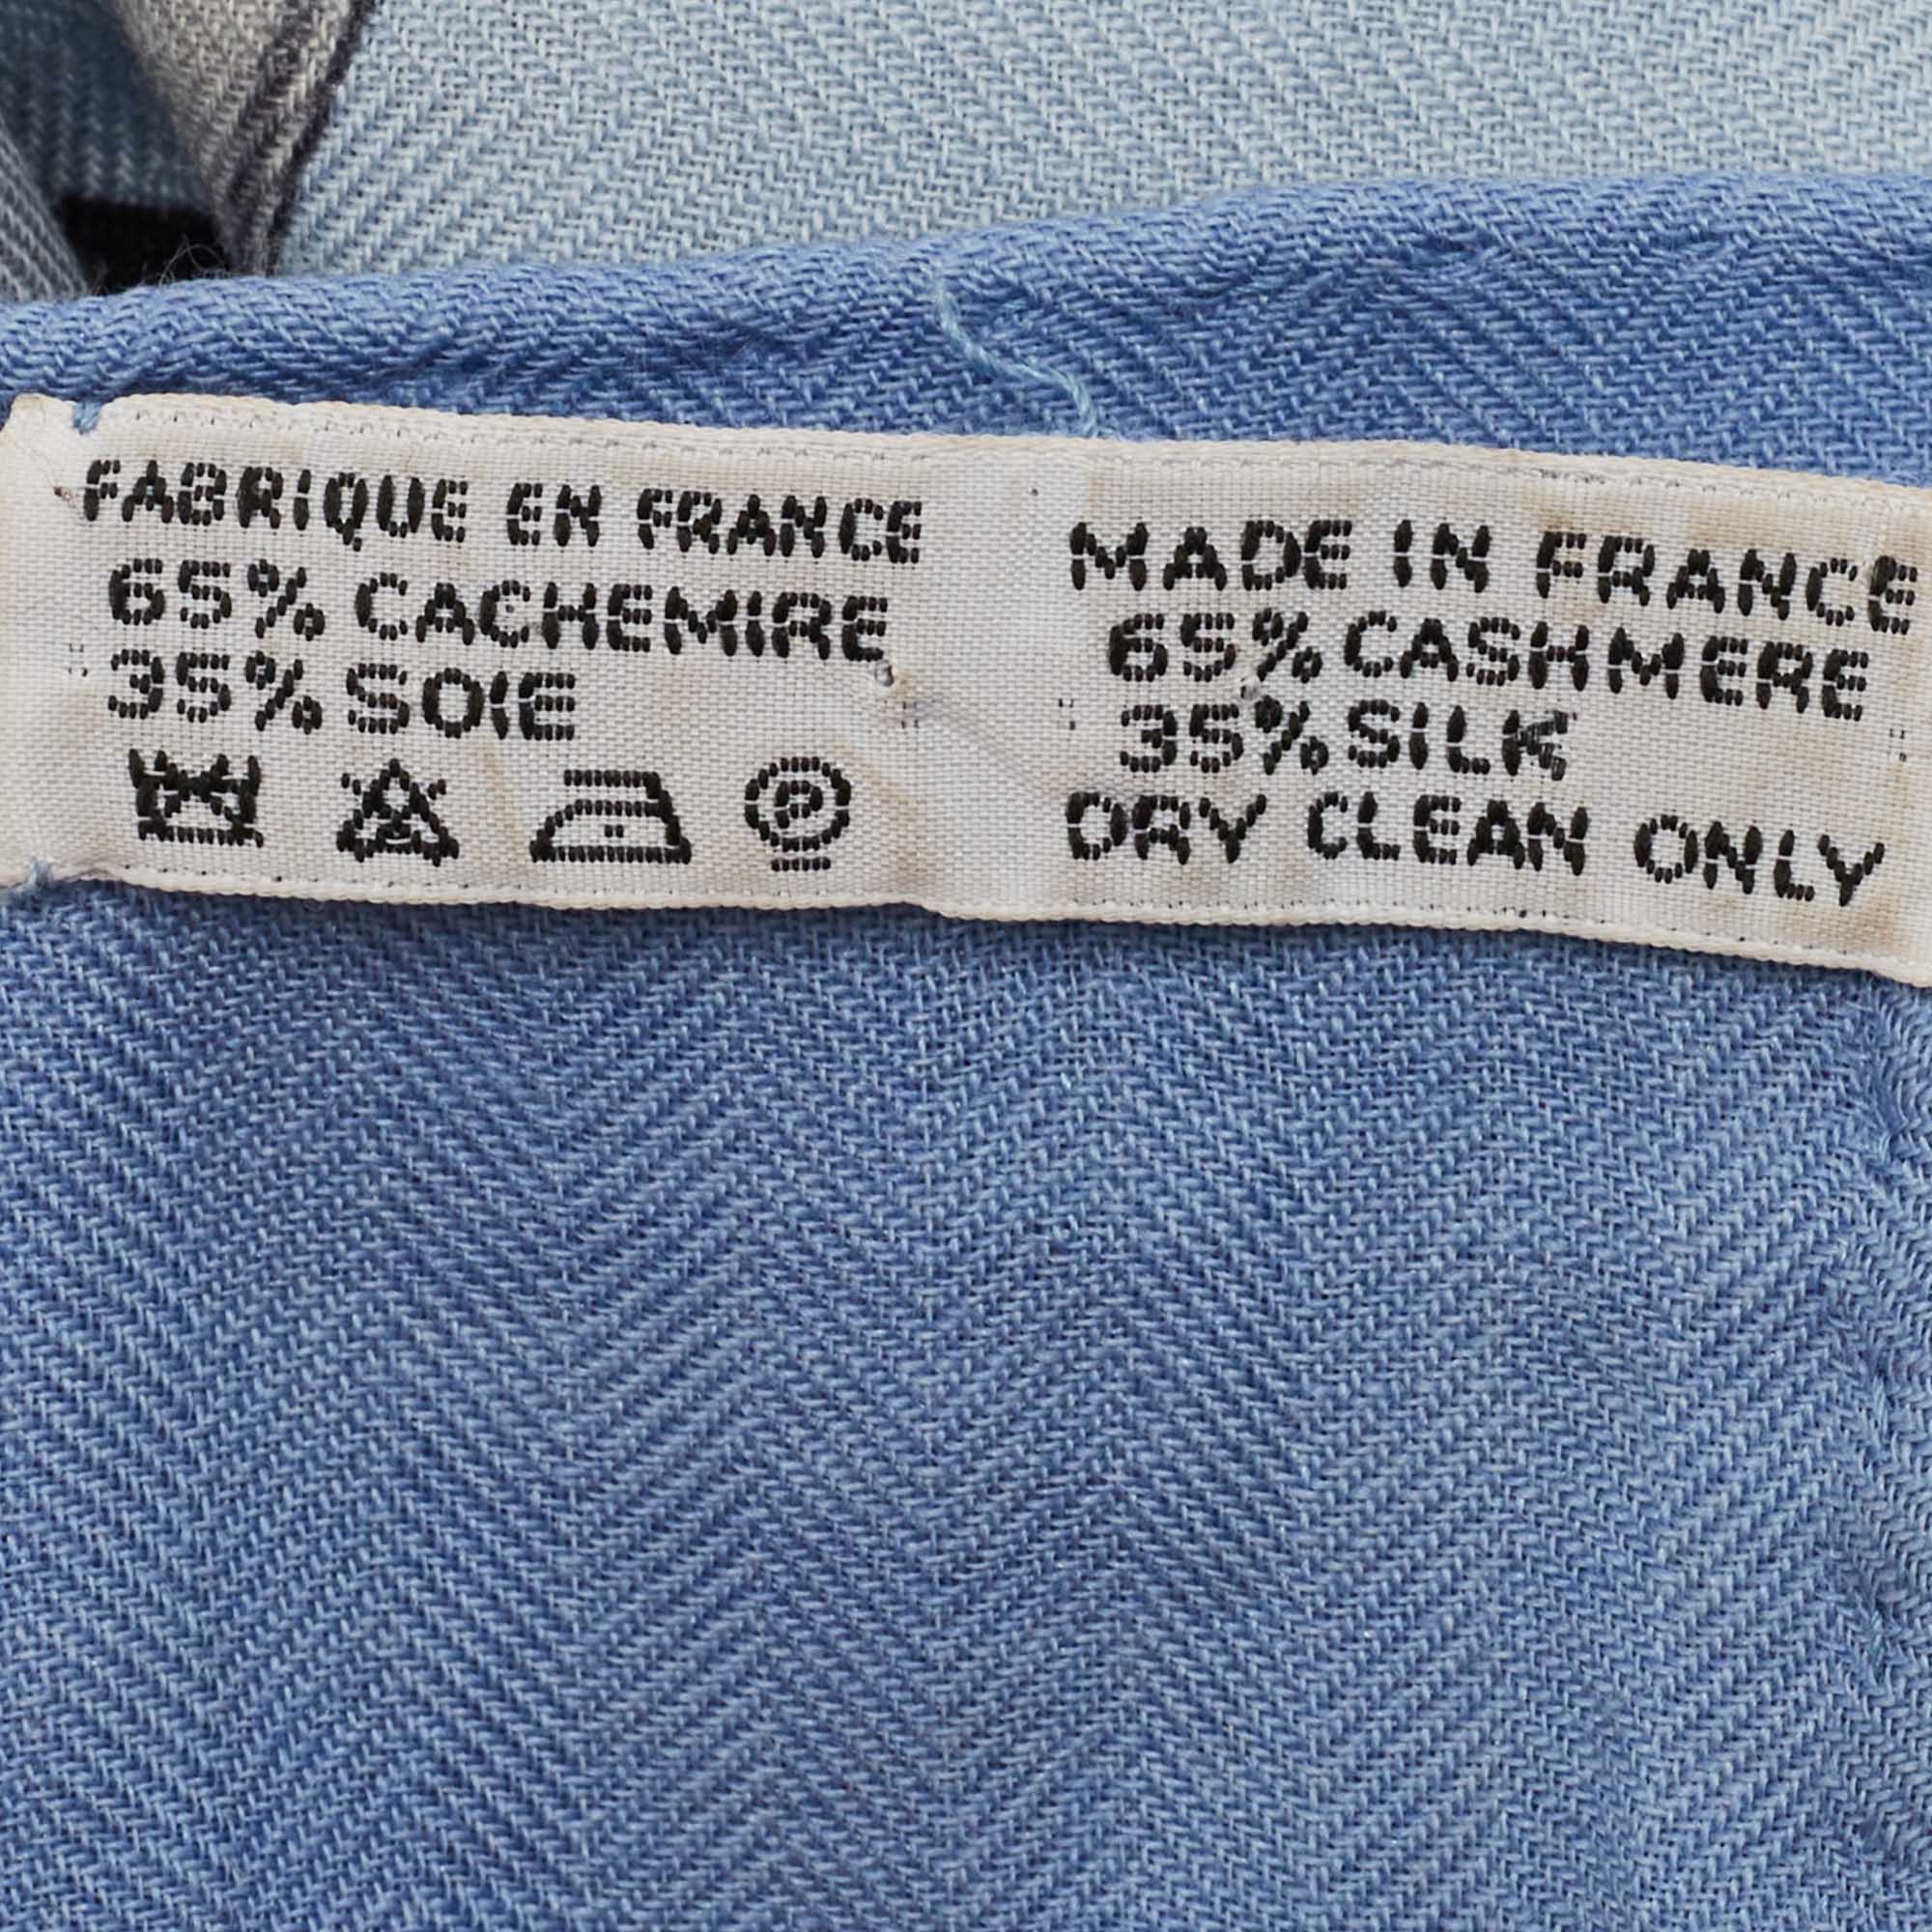 FABRIQUE EN FRANCE
65% CACHEMIRE
35% SOIE
P
MADE IN FRANCE
65% CASHMERE
35% SILK
DRY CLEAN ONLY